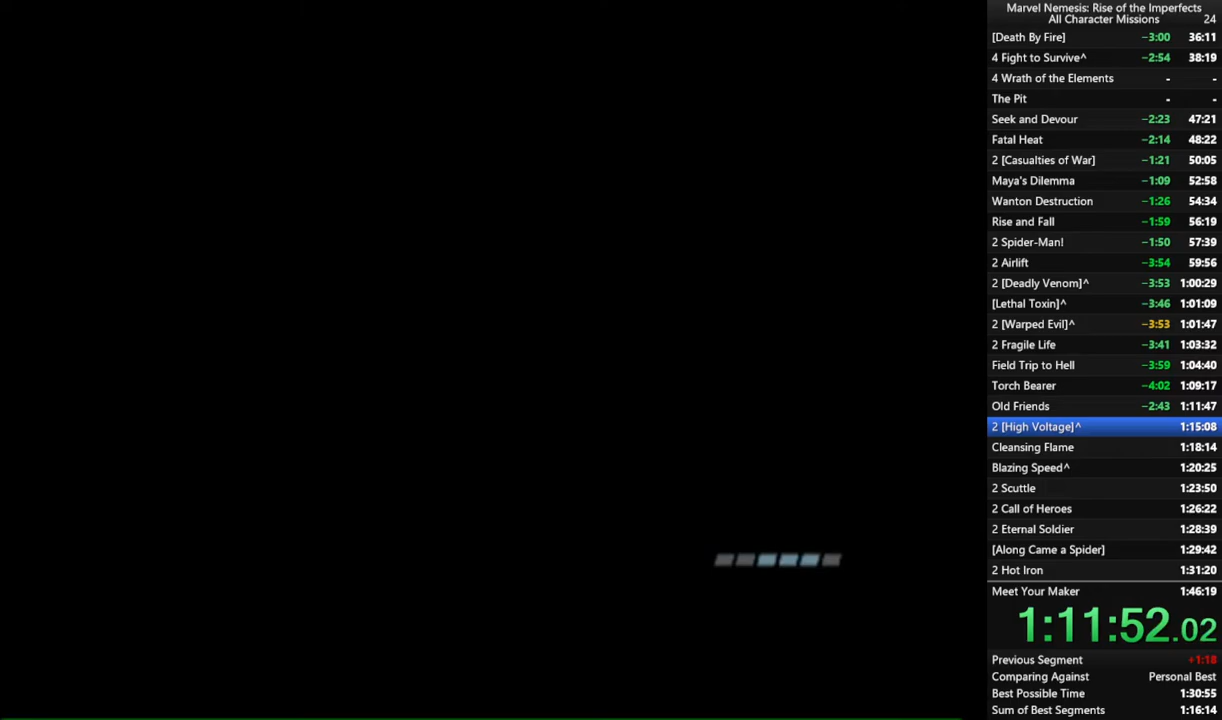 Marvel Nemesis: Rise of the Imperfects
All Character Missions 24
[Death By Fire] −3:00 36:11
4 Fight to Survive^ −2:54 38:19
4 Wrath of the Elements - -
The Pit - -
Seek and Devour −2:23 47:21
Fatal Heat −2:14 48:22
2 [Casualties of War] −1:21 50:05
Maya's Dilemma −1:09 52:58
Wanton Destruction −1:26 54:34
Rise and Fall −1:59 56:19
2 Spider-Man! −1:50 57:39
2 Airlift −3:54 59:56
2 [Deadly Venom]^ −3:53 1:00:29
[Lethal Toxin]^ −3:46 1:01:09
2 [Warped Evil]^ −3:53 1:01:47
2 Fragile Life −3:41 1:03:32
Field Trip to Hell −3:59 1:04:40
Torch Bearer −4:02 1:09:17
Old Friends −2:43 1:11:47
2 [High Voltage]^ 1:15:08
Cleansing Flame 1:18:14
Blazing Speed^ 1:20:25
2 Scuttle 1:23:50
2 Call of Heroes 1:26:22
2 Eternal Soldier 1:28:39
[Along Came a Spider] 1:29:42
2 Hot Iron 1:31:20
Meet Your Maker 1:46:19
1:11:52.02
Previous Segment +1:18
Comparing Against Personal Best
Best Possible Time 1:30:55
Sum of Best Segments 1:16:14